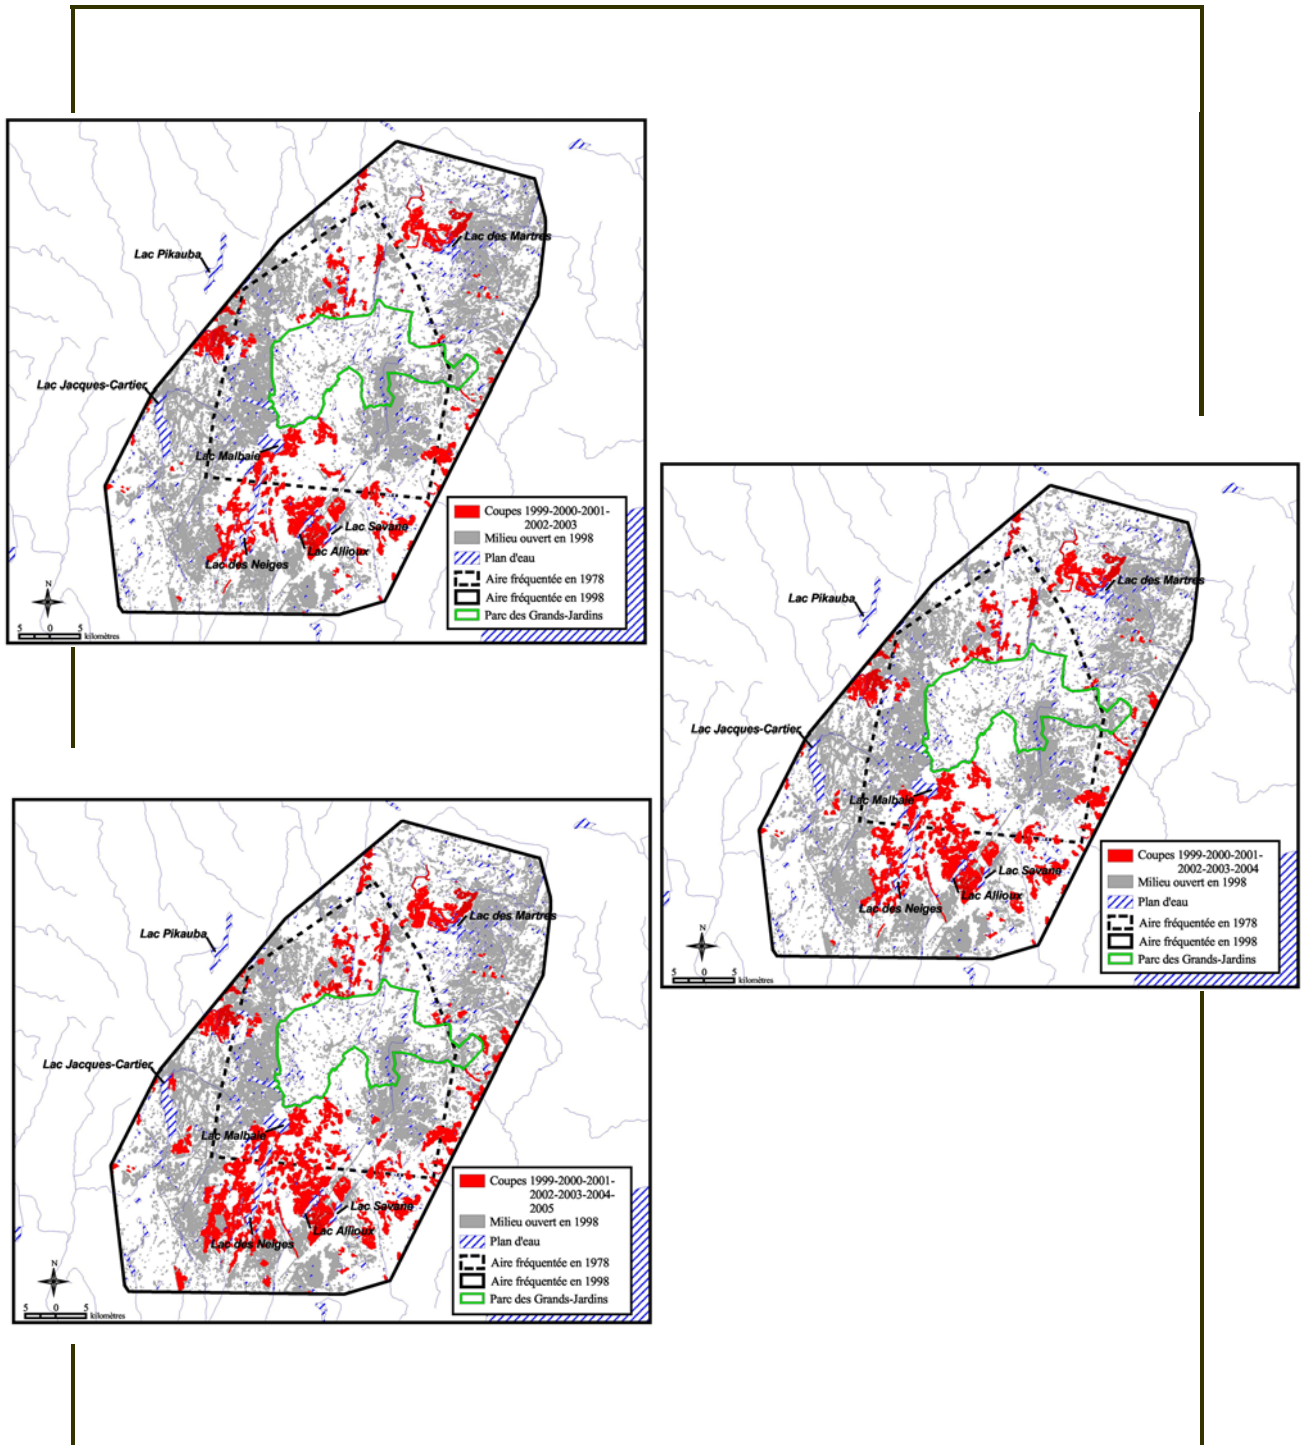 Lac des Martres
Lac Pikauba
Lac Jacques-Cartier
Lac Malbaie
Lac Savane
Lac Allioux
Lac des Neiges
Coupes 1999-2000-2001-
2002-2003
Milieu ouvert en 1998
Plan d'eau
Aire fréquentée en 1978
Aire fréquentée en 1998
Parc des Grands-Jardins
N
5 0 5
kilomètres
Lac des Martres
Lac Pikauba
Lac Jacques-Cartier
Lac Malbaie
Lac Savane
Lac Allioux
Lac des Neiges
Coupes 1999-2000-2001-
2002-2003-2004
Milieu ouvert en 1998
Plan d'eau
Aire fréquentée en 1978
Aire fréquentée en 1998
Parc des Grands-Jardins
N
5 0 5
kilomètres
Lac des Martres
Lac Pikauba
Lac Jacques-Cartier
Lac Malbaie
Lac Savane
Lac Allioux
Lac des Neiges
Coupes 1999-2000-2001-
2002-2003-2004-
2005
Milieu ouvert en 1998
Plan d'eau
Aire fréquentée en 1978
Aire fréquentée en 1998
Parc des Grands-Jardins
N
5 0 5
kilomètres